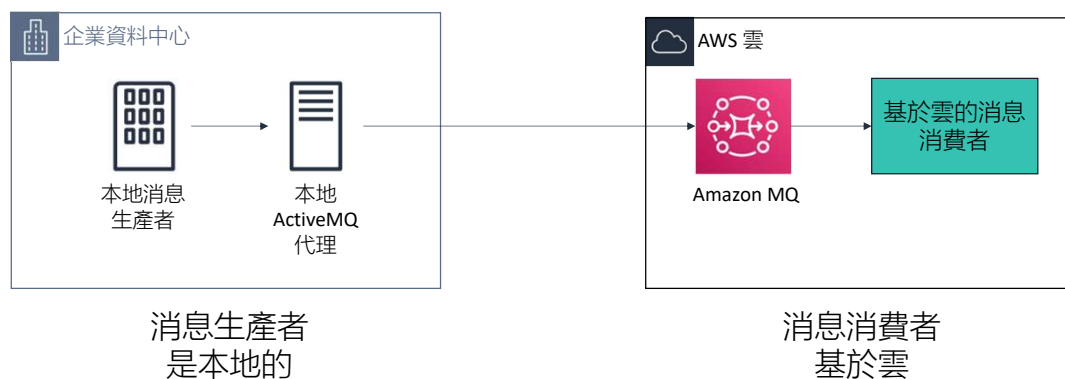 企業資料中心
本地消息
生產者
本地
ActiveMQ
代理
AWS 雲
Amazon MQ
基於雲的消息
消費者
消息生產者
是本地的
消息消費者
基於雲